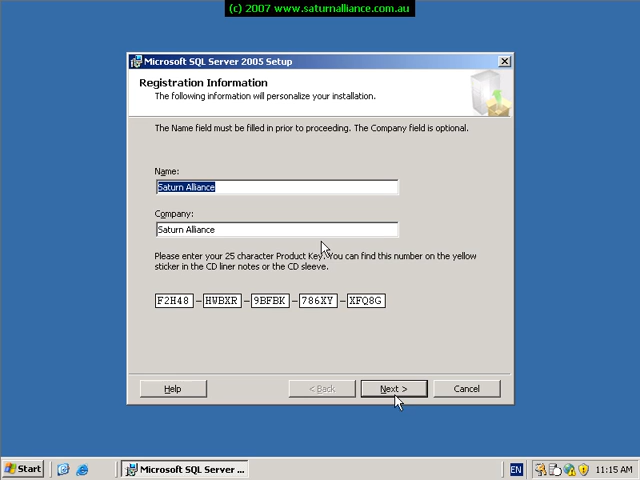 (c) 2007 www.saturnalliance.com.au
Microsoft SQL Server 2005 Setup
Registration Information
The following information will personalize your installation.
The Name field must be filled in prior to proceeding. The Company field is optional.
Name:
Saturn Alliance
Company:
Saturn Alliance
Please enter your 25 character Product Key. You can find this number on the yellow
sticker in the CD liner notes or the CD sleeve.
F2H48 - HWBXR - 9BFBK - 786XY - XFQ8G
Help < Back Next > Cancel
Start Microsoft SQL Server ... EN 11:15 AM